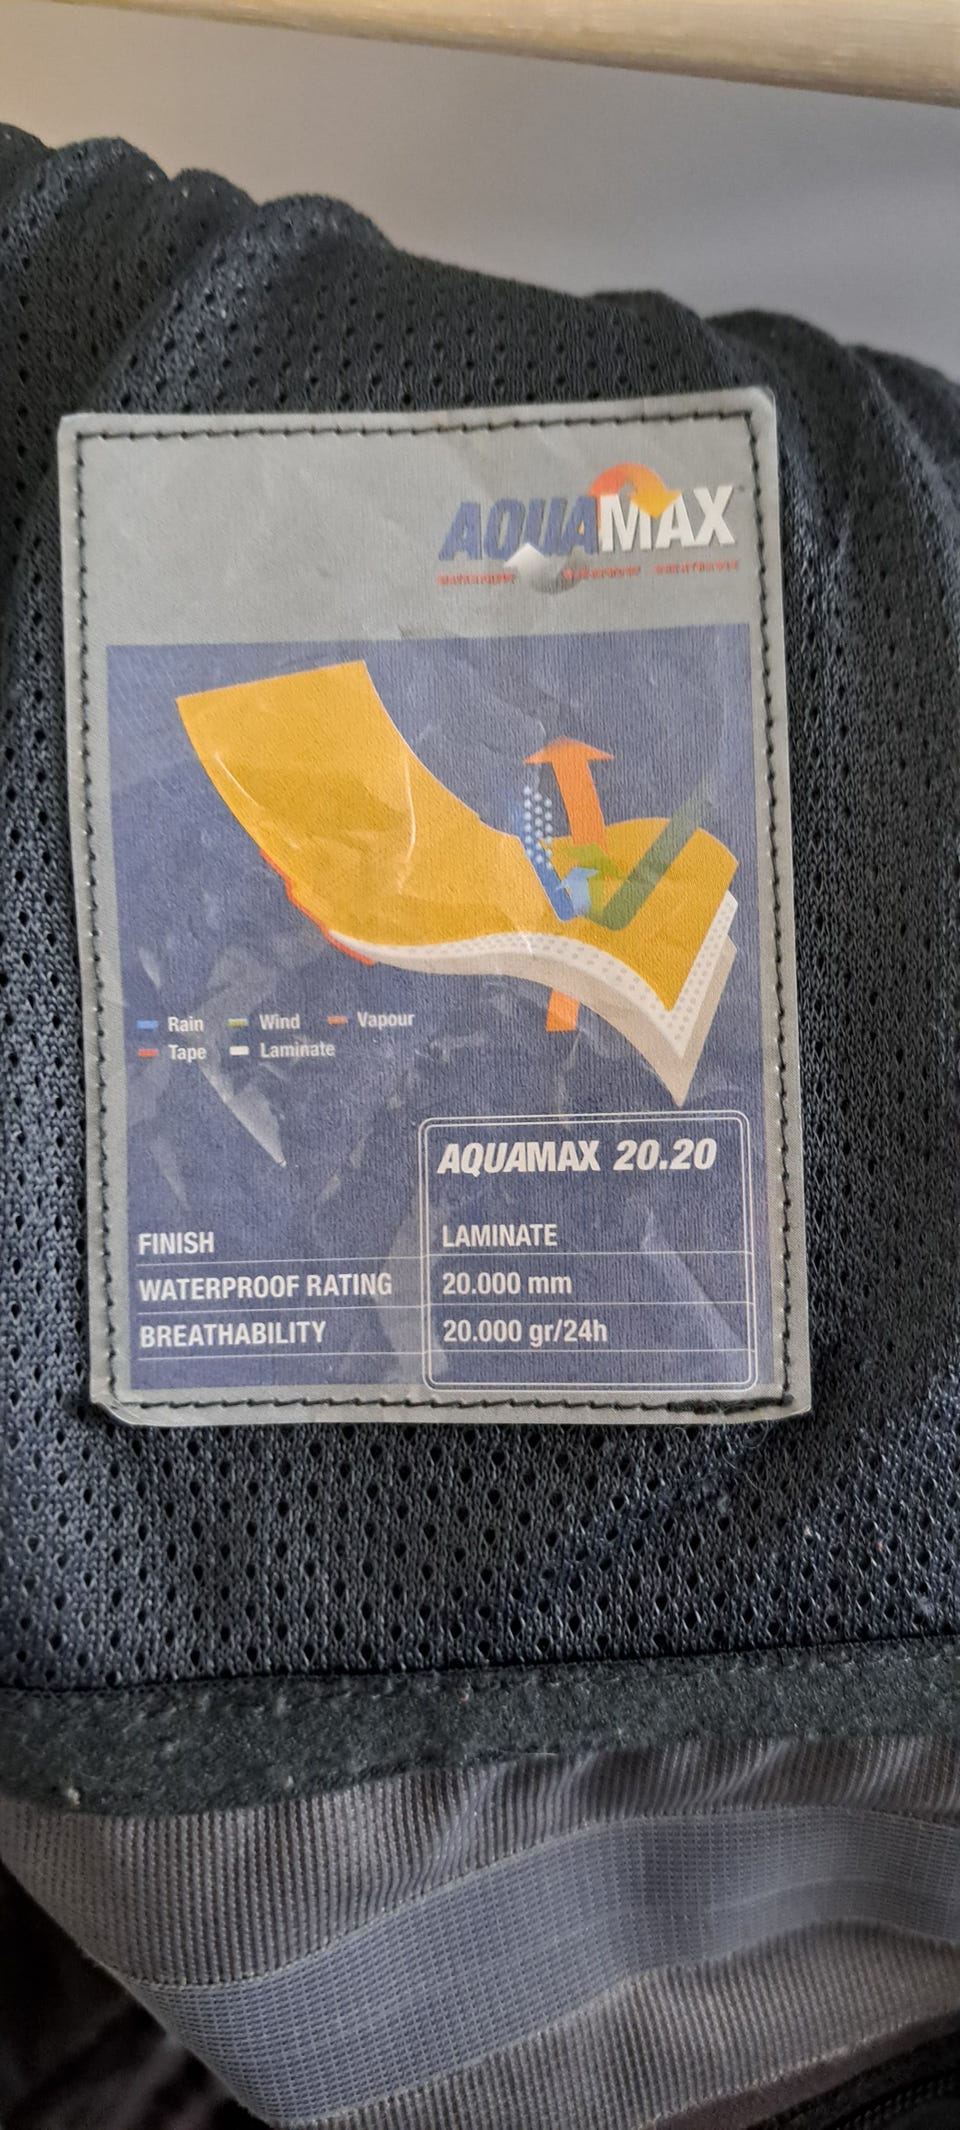 AQUAMAX
Rain Wind Vapour
Tape Laminate
AQUAMAX 20.20
FINISH LAMINATE
WATERPROOF RATING 20.000 mm
BREATHABILITY 20.000 gr/24h